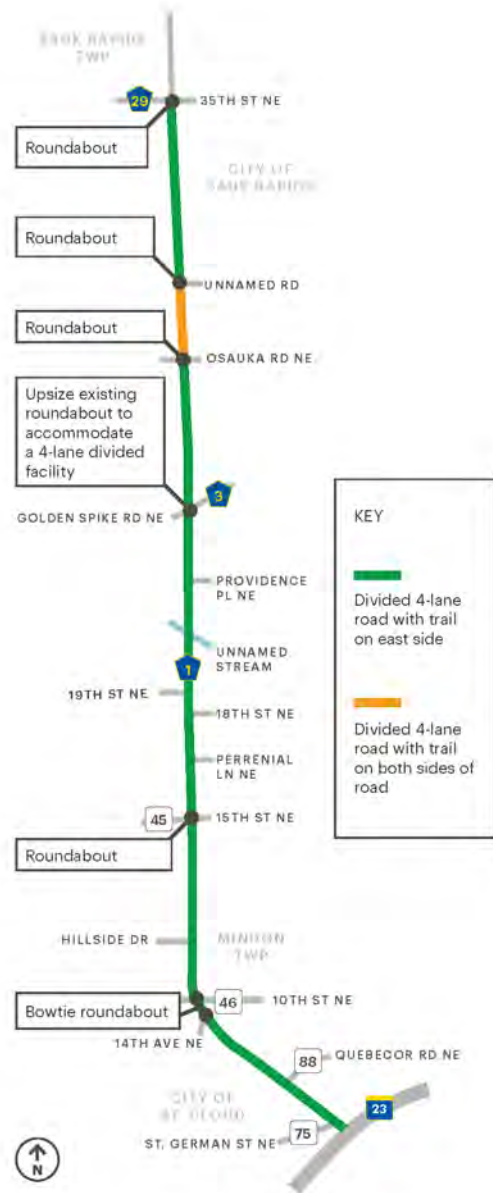 SAUK RAPIDS
TWP
29
35TH ST NE
Roundabout
CITY OF
SAUK RAPIDS
Roundabout
UNNAMED RD
Roundabout
OSAUKA RD NE
Upsize existing
roundabout to
accommodate
a 4-lane divided
facility
3
GOLDEN SPIKE RD NE
KEY
Divided 4-lane
road with trail
on east side
Divided 4-lane
road with trail
on both sides of
road
PROVIDENCE
PL NE
UNNAMED
STREAM
1
19TH ST NE
18TH ST NE
PERRENIAL
LN NE
45
15TH ST NE
Roundabout
HILLSIDE DR
MINDEN
TWP
46
10TH ST NE
Bowtie roundabout
14TH AVE NE
88
QUEBECOR RD NE
CITY OF
ST. CLOUD
23
75
ST. GERMAN ST NE
N